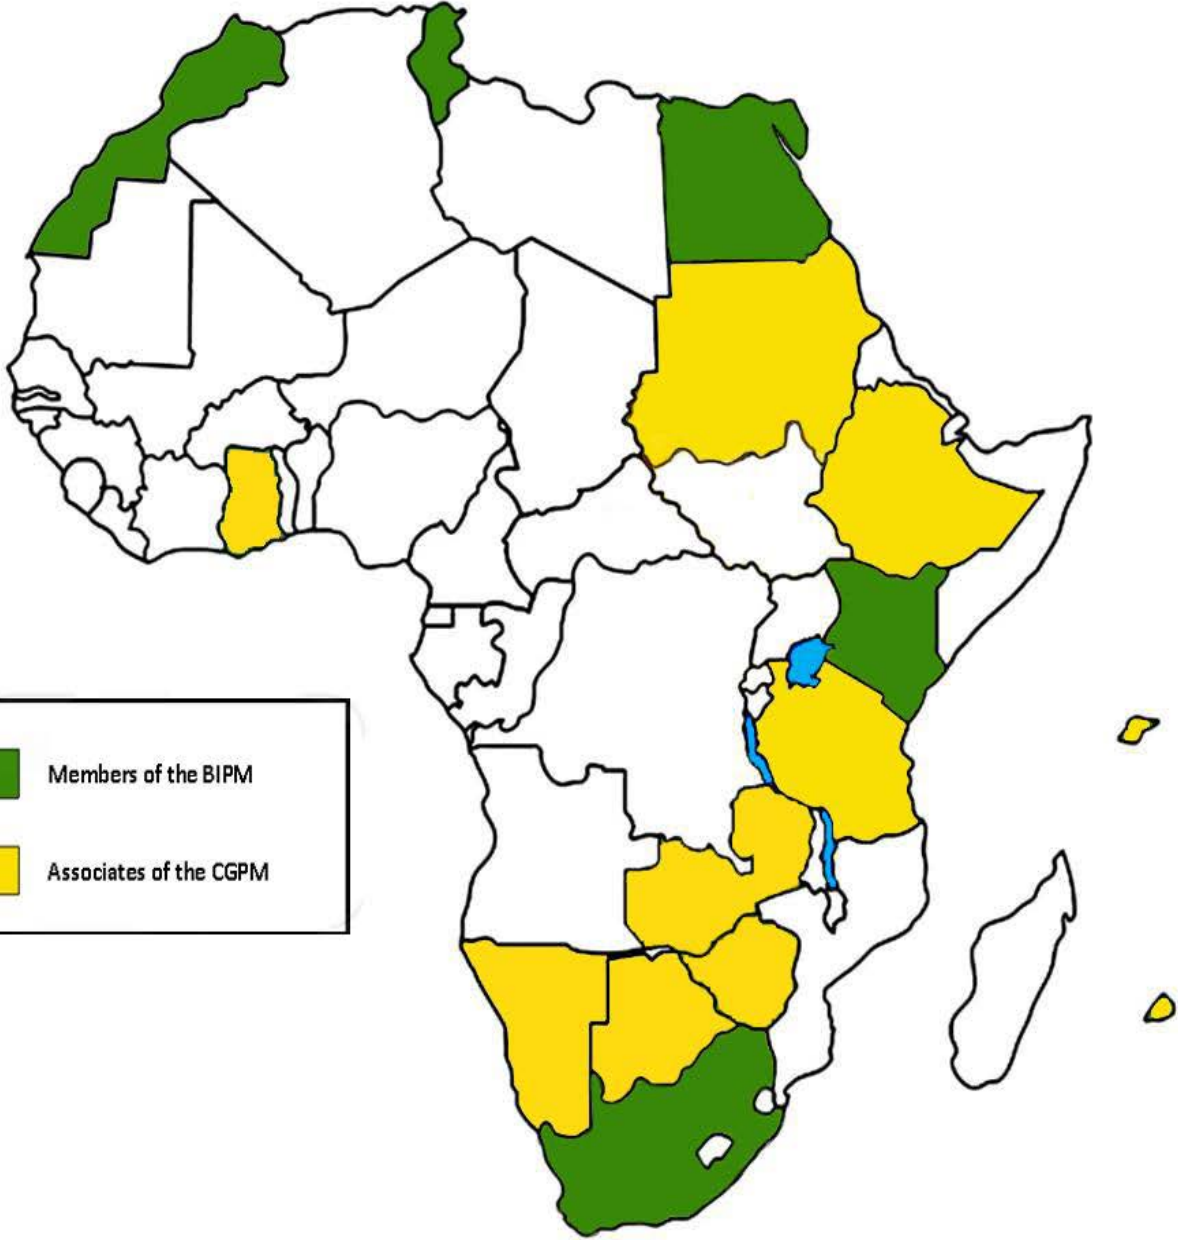 Members of the BIPM
Associates of the CGPM